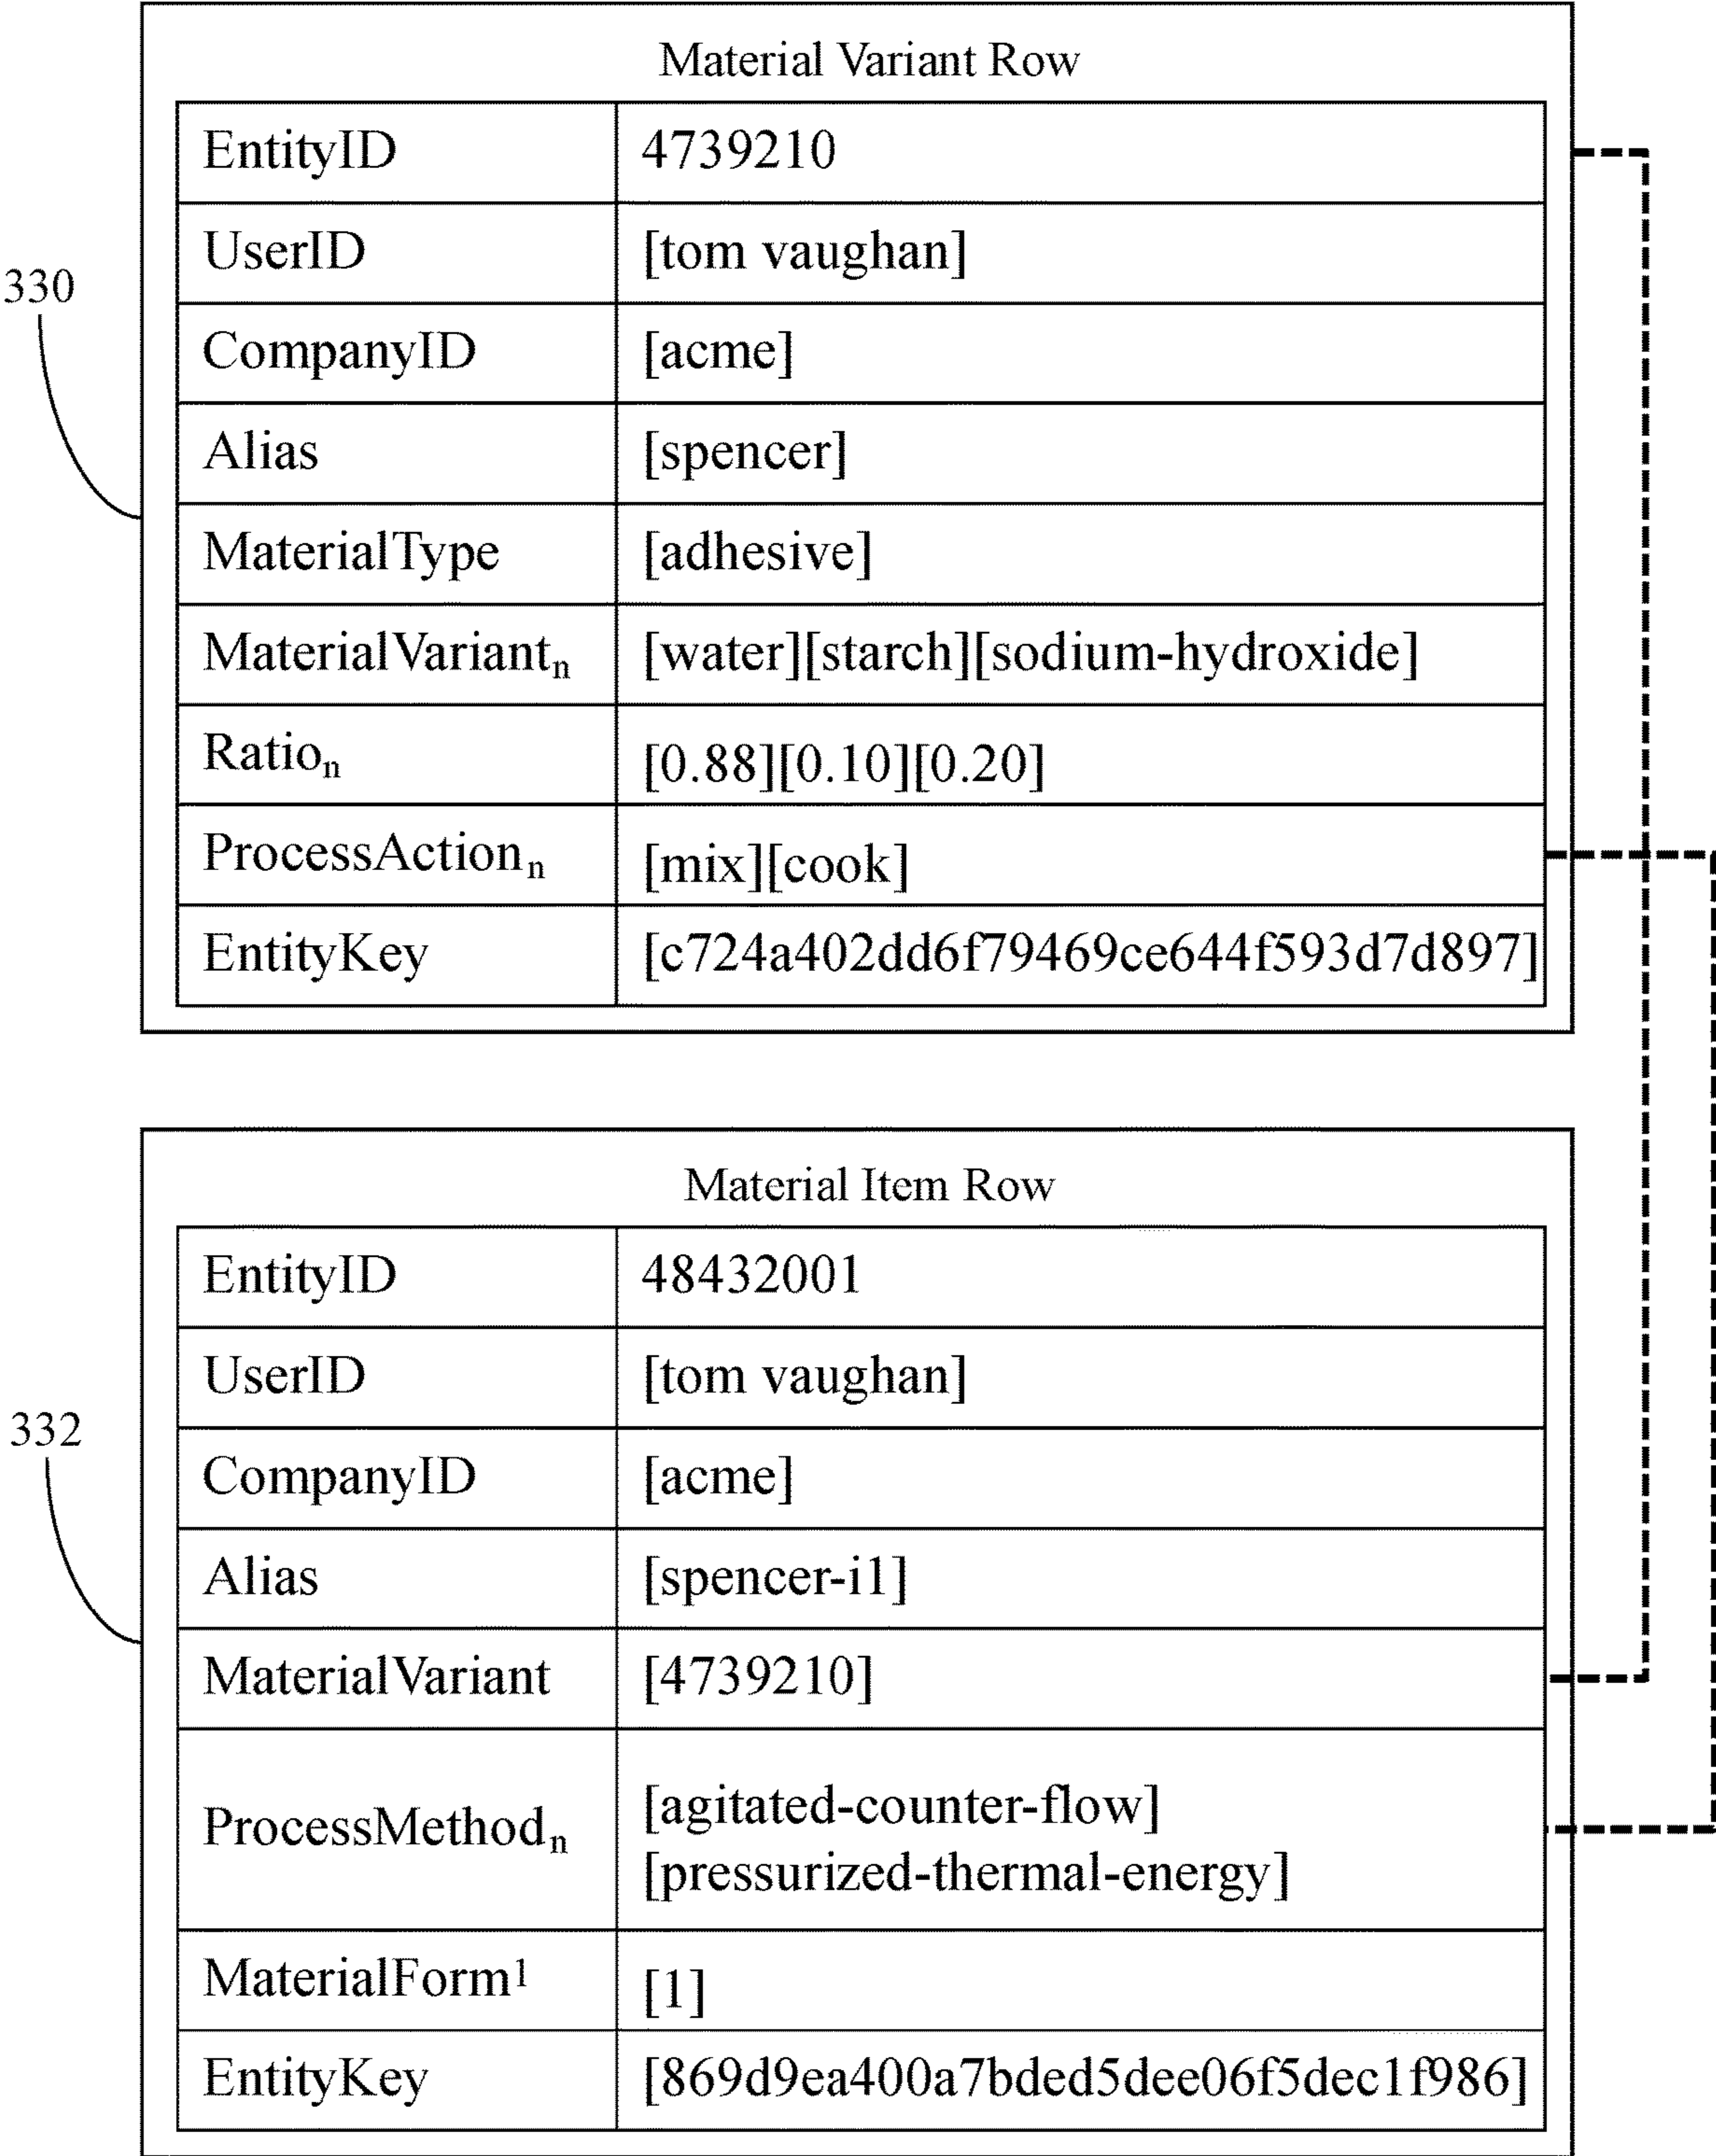 Material Variant Row
EntityID 4739210
UserID [tom vaughan]
330
CompanyID [acme]
Alias [spencer]
MaterialType [adhesive]
MaterialVariantn [water][starch][sodium-hydroxide]
Ration [0.88][0.10][0.20]
ProcessActionn [mix][cook]
EntityKey [c724a402dd6f79469ce644f593d7d897]
Material Item Row
EntityID 48432001
UserID [tom vaughan]
332
CompanyID [acme]
Alias [spencer-i1]
MaterialVariant [4739210]
ProcessMethodn [agitated-counter-flow]
[pressurized-thermal-energy]
MaterialForm1 [1]
EntityKey [869d9ea400a7bded5dee06f5dec1f986]